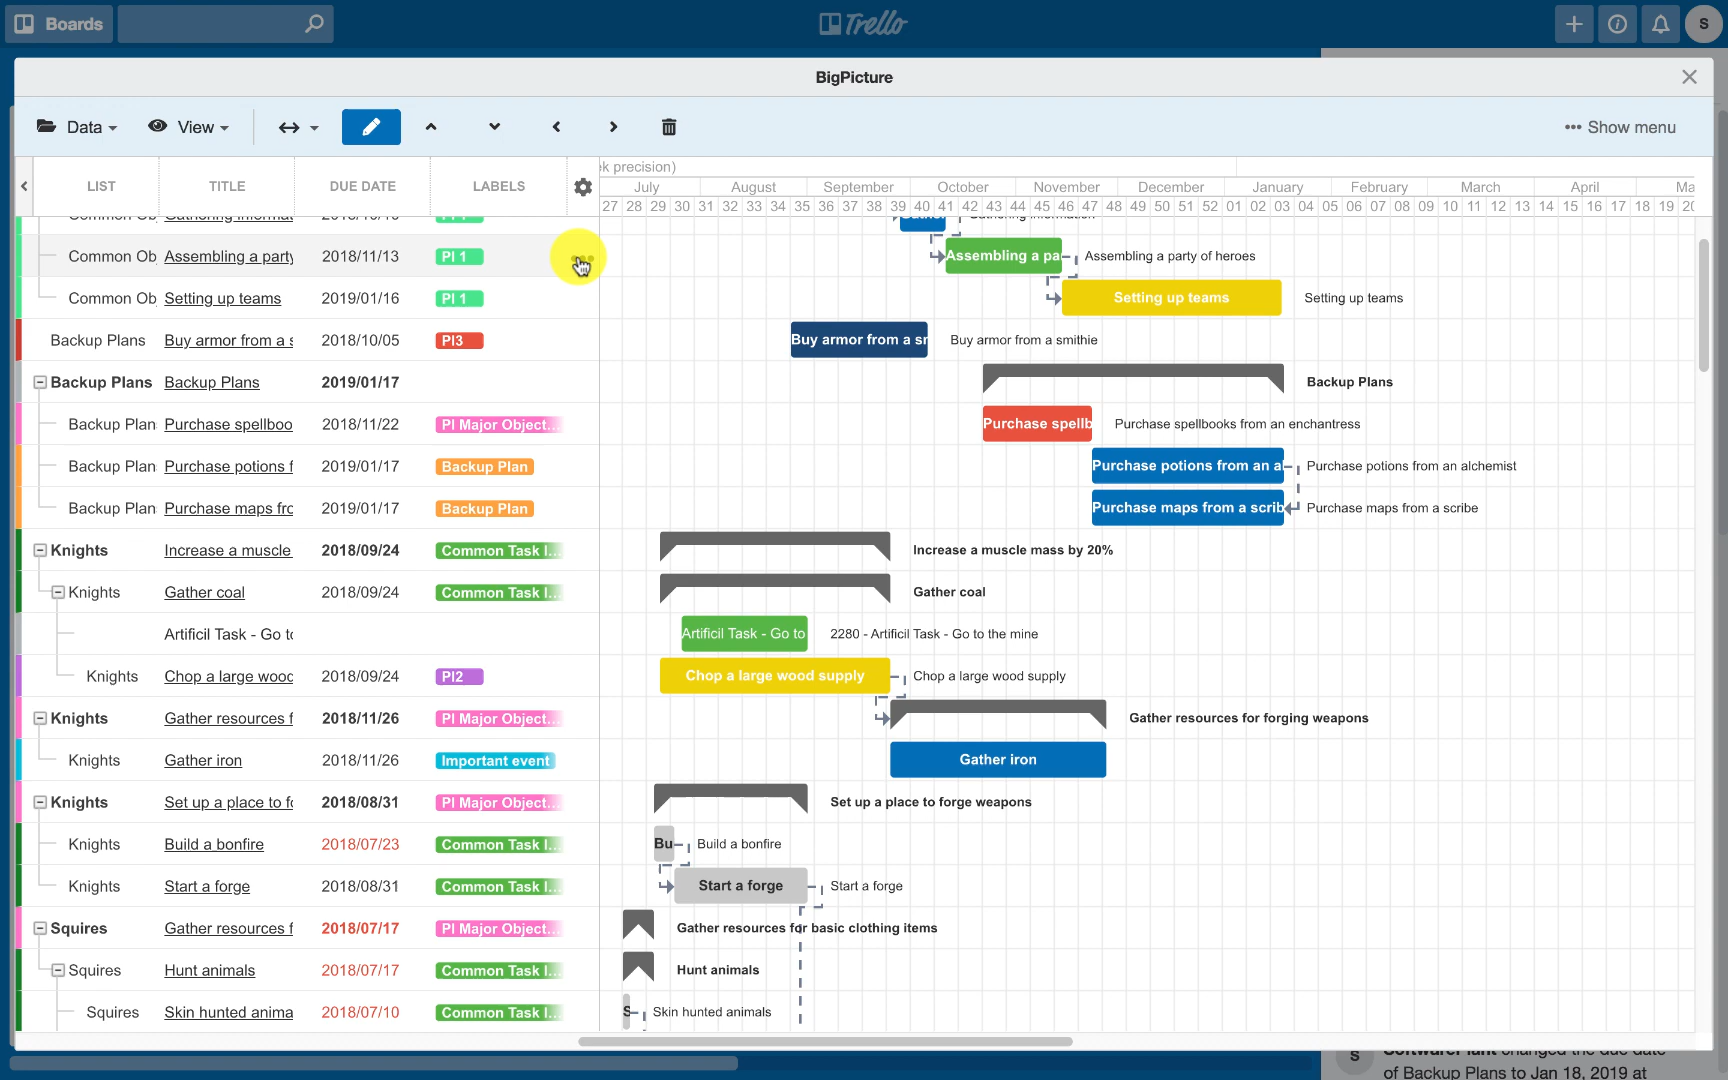 Boards
Trello
S
BigPicture
Data
View
Show menu
LIST TITLE DUE DATE LABELS
k precision)
July August September October November December January February March April Ma
27 28 29 30 31 32 33 34 35 36 37 38 39 40 41 42 43 44 45 46 47 48 49 50 51 52 01 02 03 04 05 06 07 08 09 10 11 12 13 14 15 16 17 18 19 20
Common Ob Assembling a party 2018/11/13 PI 1 Assembling a pa Assembling a party of heroes
Common Ob Setting up teams 2019/01/16 PI 1 Setting up teams Setting up teams
Backup Plans Buy armor from a s 2018/10/05 PI3 Buy armor from a sr Buy armor from a smithie
Backup Plans Backup Plans 2019/01/17 Backup Plans
Backup Plan Purchase spellboo 2018/11/22 PI Major Object... Purchase spellb Purchase spellbooks from an enchantress
Backup Plan Purchase potions f 2019/01/17 Backup Plan Purchase potions from an al Purchase potions from an alchemist
Backup Plan Purchase maps fro 2019/01/17 Backup Plan Purchase maps from a scrib Purchase maps from a scribe
Knights Increase a muscle 2018/09/24 Common Task I... Increase a muscle mass by 20%
Knights Gather coal 2018/09/24 Common Task I... Gather coal
Artificil Task - Go to Artificil Task - Go to 2280 - Artificil Task - Go to the mine
Knights Chop a large wood 2018/09/24 PI2 Chop a large wood supply Chop a large wood supply
Knights Gather resources f 2018/11/26 PI Major Object... Gather resources for forging weapons
Knights Gather iron 2018/11/26 Important event Gather iron
Knights Set up a place to fo 2018/08/31 PI Major Object... Set up a place to forge weapons
Knights Build a bonfire 2018/07/23 Common Task I... Bu Build a bonfire
Knights Start a forge 2018/08/31 Common Task I... Start a forge Start a forge
Squires Gather resources f 2018/07/17 PI Major Object... Gather resources for basic clothing items
Squires Hunt animals 2018/07/17 Common Task I... Hunt animals
Squires Skin hunted anima 2018/07/10 Common Task I... S Skin hunted animals
S
SoftwarePlant changed the due date
of Backup Plans to Jan 18, 2019 at